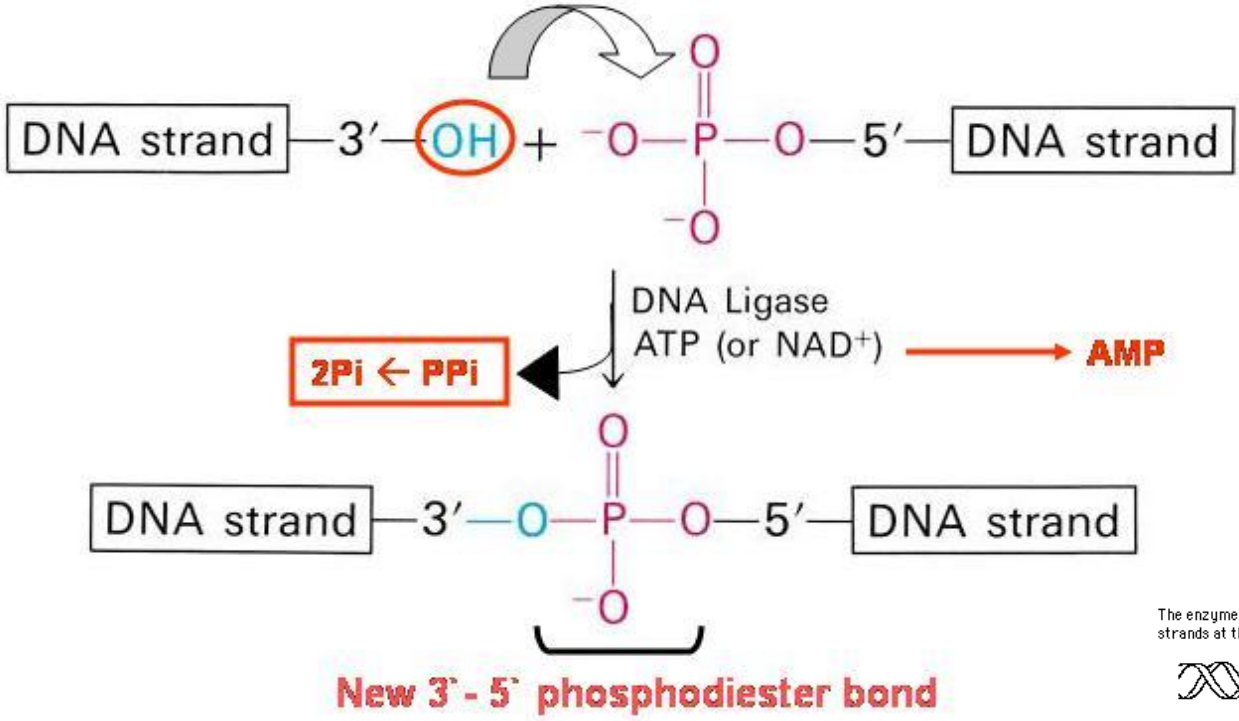 O
DNA strand — 3′ — OH + ⁻O — P — O — 5′ — DNA strand
⁻O
DNA Ligase
ATP (or NAD⁺) → AMP
2Pi ← PPi
O
DNA strand — 3′ — O — P — O — 5′ — DNA strand
⁻O
The enzyme
strands at
New 3` - 5` phosphodiester bond